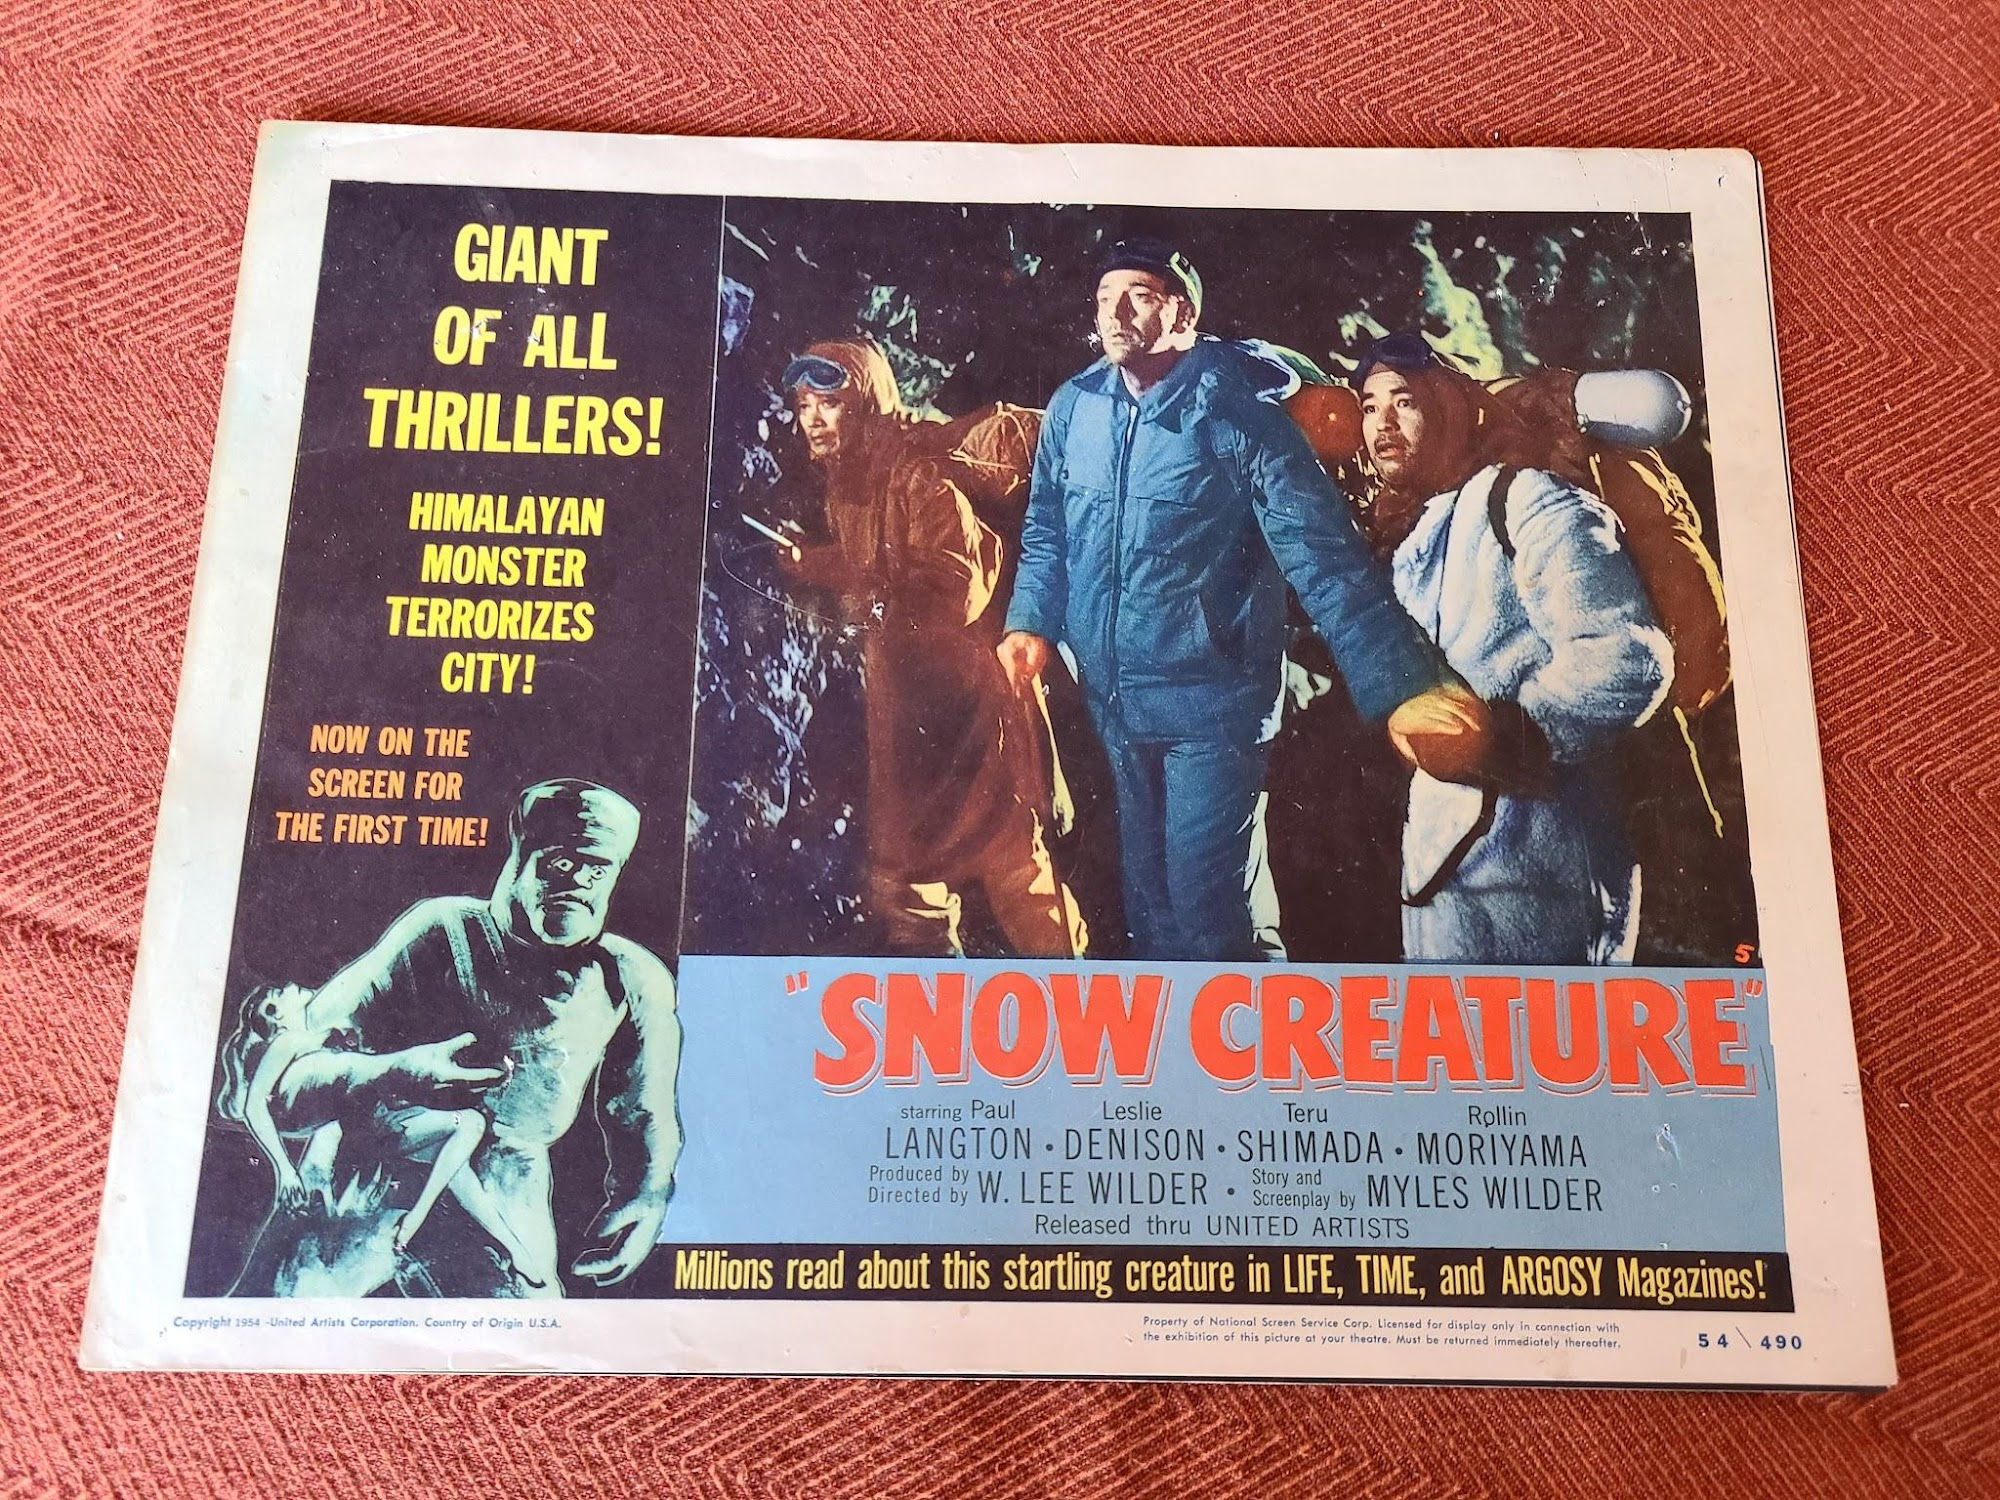 GIANT
OF ALL
THRILLERS!
HIMALAYAN
MONSTER
TERRORIZES
CITY!
NOW ON THE
SCREEN FOR
THE FIRST TIME!
5
"SNOW CREATURE"
starring Paul Leslie Teru Rollin
LANGTON • DENISON • SHIMADA • MORIYAMA
Produced by
Directed by W. LEE WILDER • Story and
Screenplay by MYLES WILDER
Released thru UNITED ARTISTS
Millions read about this startling creature in LIFE, TIME, and ARGOSY Magazines!
Copyright 1954 -United Artists Corporation. Country of Origin U.S.A.
Property of National Screen Service Corp. Licensed for display only in connection with
the exhibition of this picture at your theatre. Must be returned immediately thereafter.
54 \ 490